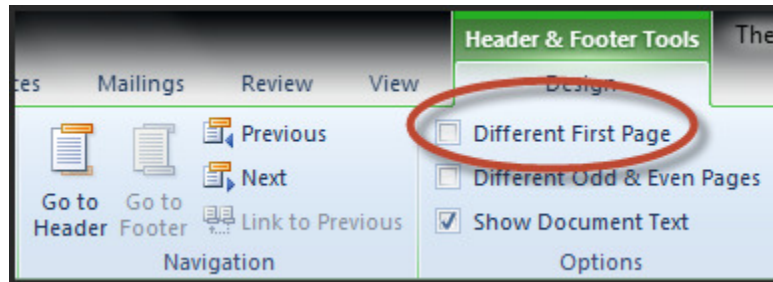 Header & Footer Tools The
Mailings Review View Design
Previous Different First Page
Next Different Odd & Even Pages
Go to Header
Go to Footer
Link to Previous Show Document Text
Navigation Options